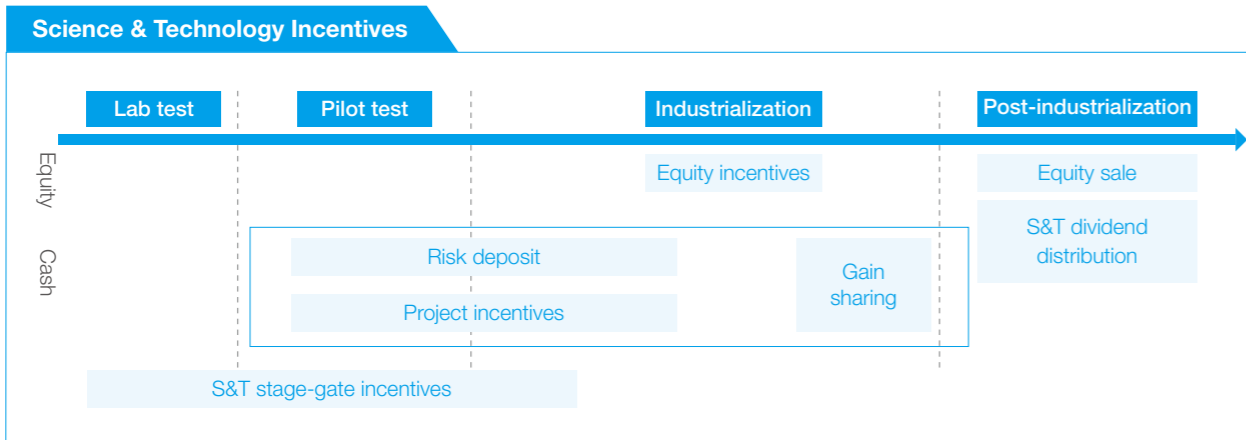 Science & Technology Incentives
Lab test
Pilot test
Industrialization
Post-industrialization
Equity
Equity incentives
Equity sale
S&T dividend
distribution
Cash
Risk deposit
Gain
sharing
Project incentives
S&T stage-gate incentives